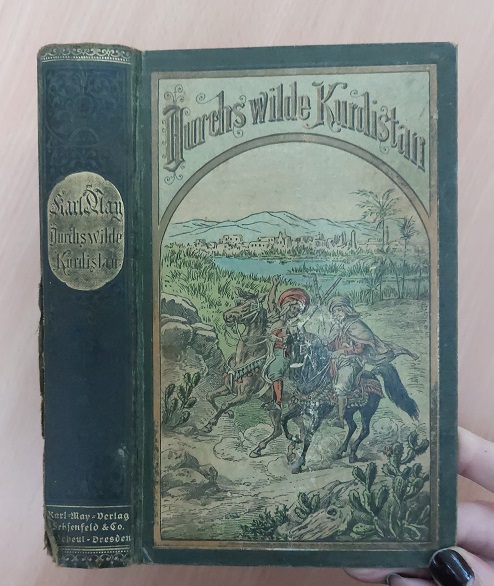 Karl May
Durchs wilde
Kurdistan
Karl-May-Verlag
Fehsenfeld & Co.
Radebeul-Dresden
Durchs wilde Kurdistan